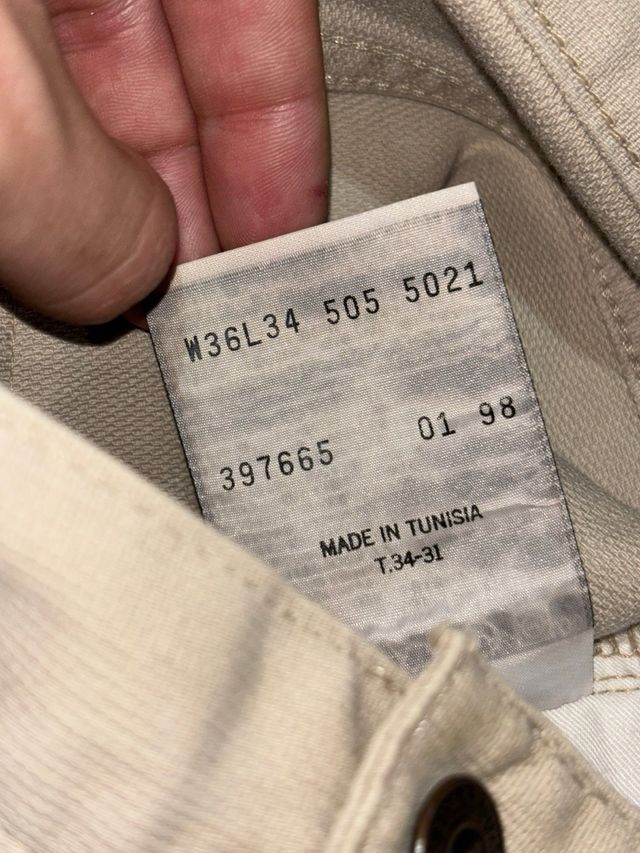 W36L34 505 5021
397665 01 98
MADE IN TUNISIA
T.34-31